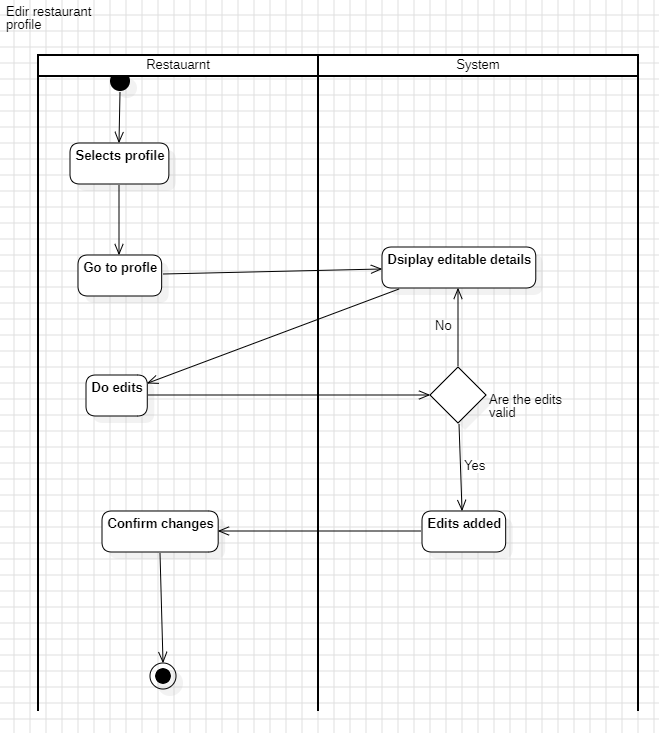 Edir restaurant
profile
Restauarnt
System
Selects profile
Go to profle
Dsiplay editable details
No
Do edits
Are the edits
valid
Yes
Confirm changes
Edits added